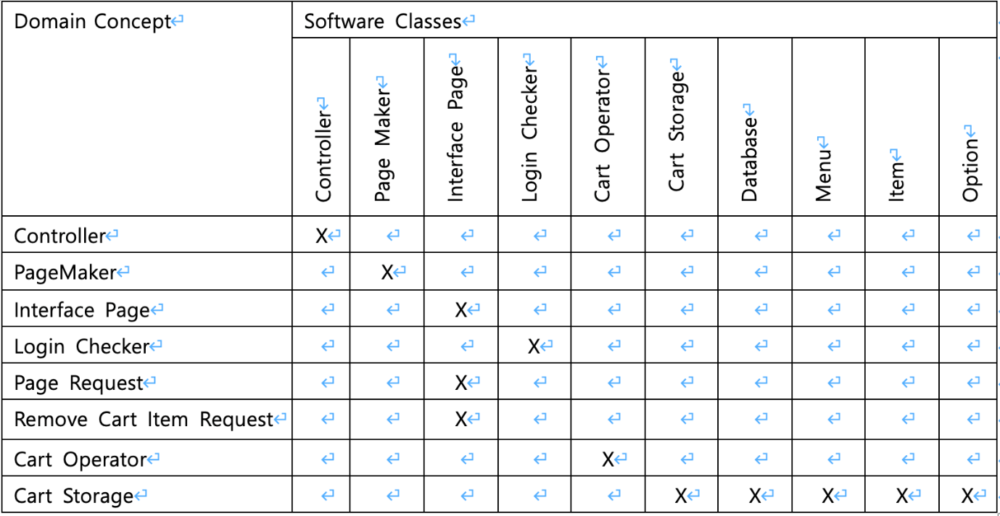 Domain Concept Software Classes
Controller Page Maker Interface Page Login Checker Cart Operator Cart Storage Database Menu Item Option
Controller X
PageMaker X
Interface Page X
Login Checker X
Page Request X
Remove Cart Item Request X
Cart Operator X
Cart Storage X X X X X